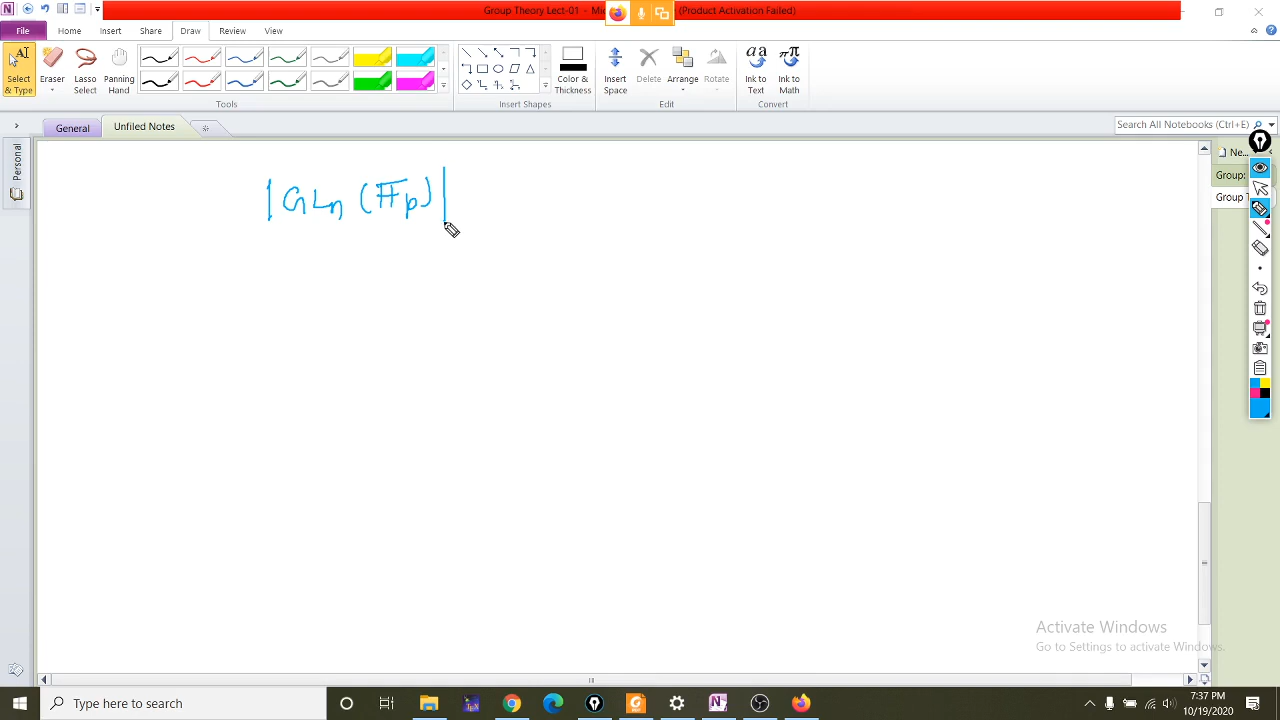 Group Theory Lect-01 - Mi
(Product Activation Failed)
File Home Insert Share Draw Review View
Select & Type
Eraser
Lasso Select
Panning Hand
Color & Thickness
Insert Space
Delete
Arrange
Rotate
Ink to Text
Ink to Math
Tools
Insert Shapes
Edit
Convert
General
Unfiled Notes
Search All Notebooks (Ctrl+E)
Personal
Ne...
Group:
Group T
|GLn (𝔽p)|
Activate Windows
Go to Settings to activate Windows.
Type here to search
7:37 PM
10/19/2020